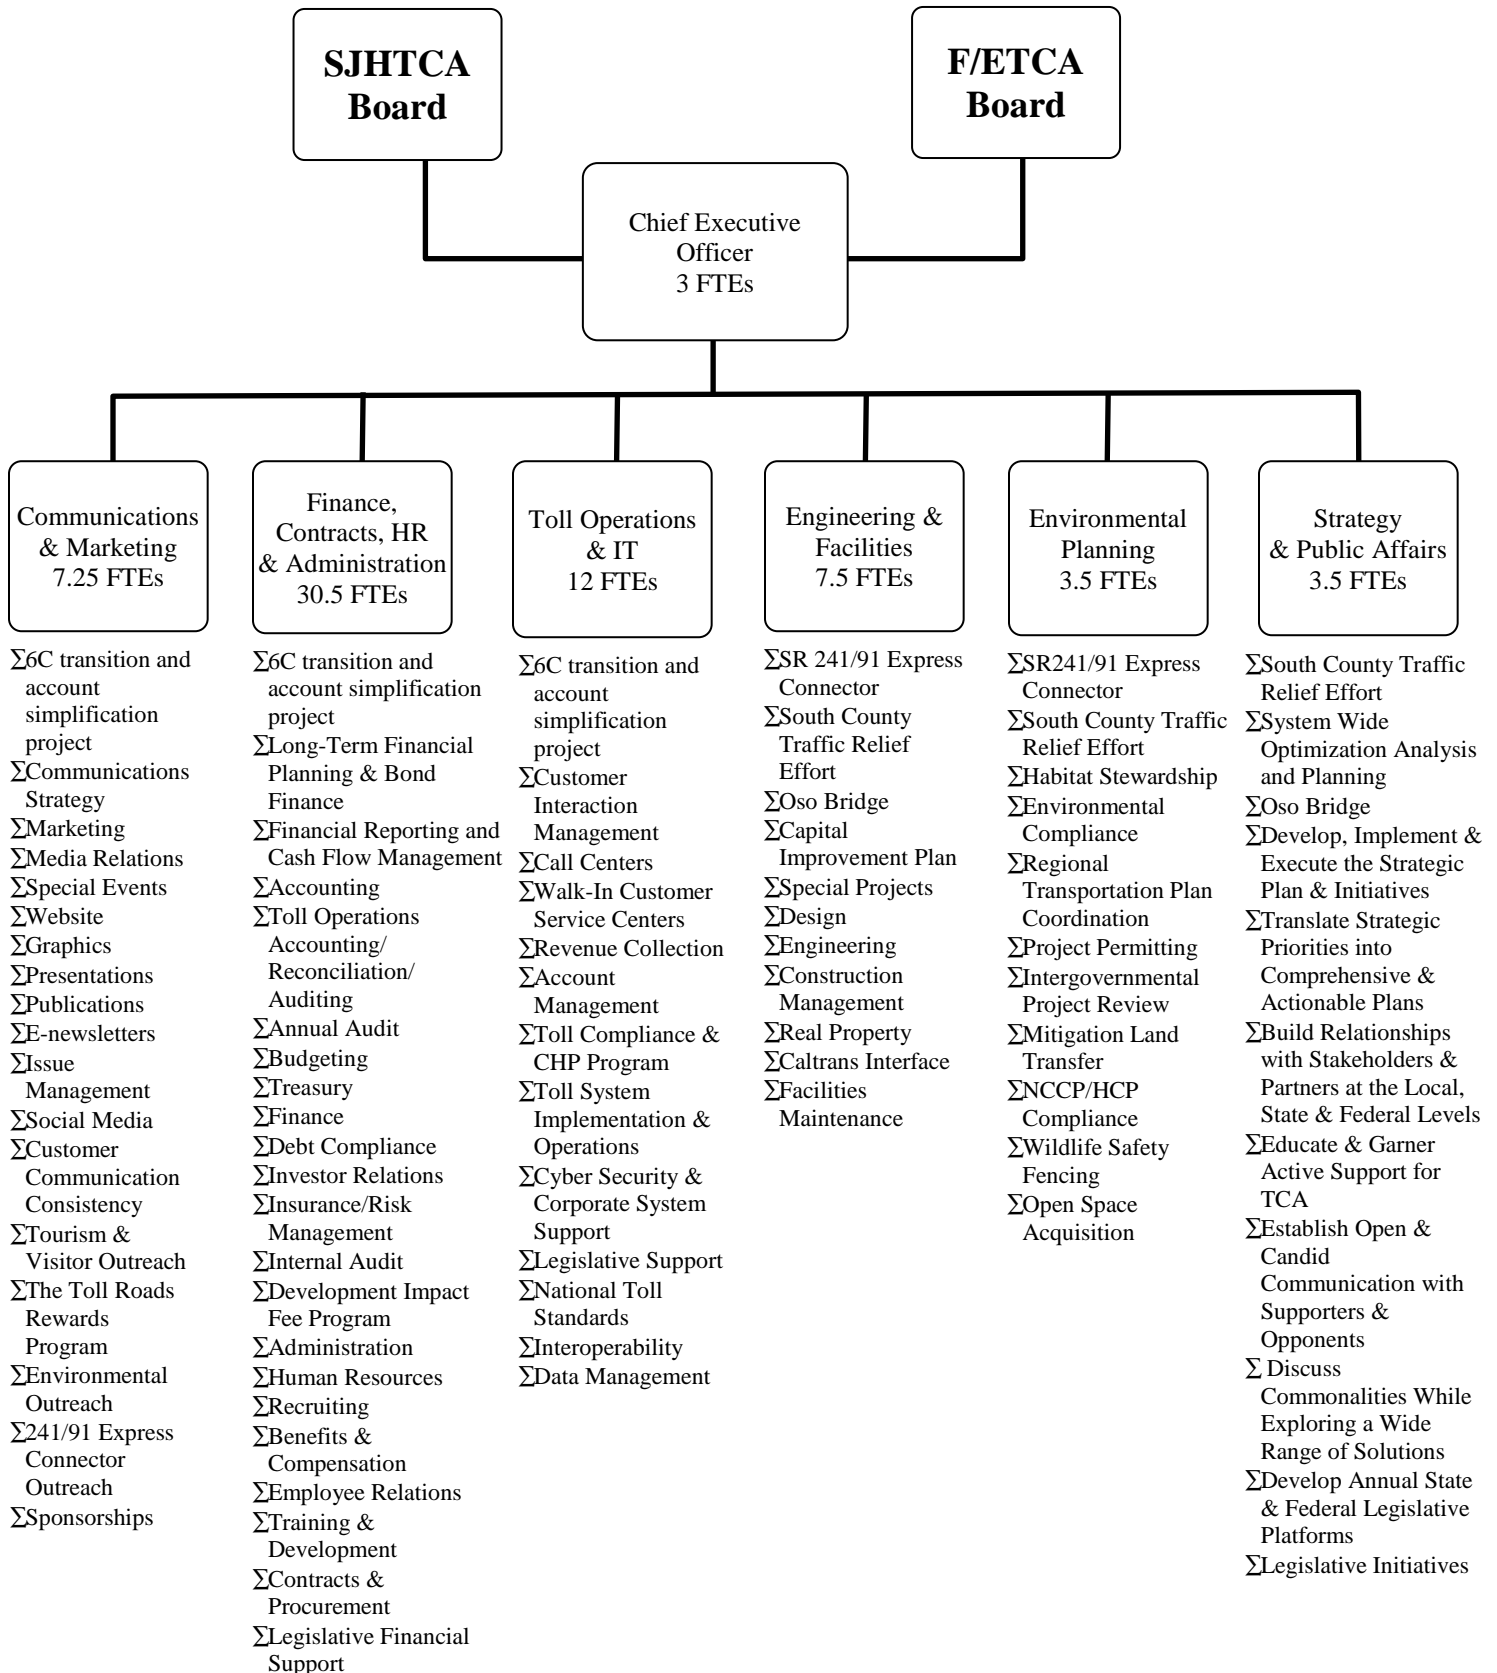 SJHTCA
Board
F/ETCA
Board
Chief Executive
Officer
3 FTEs
Communications
& Marketing
7.25 FTEs
Finance,
Contracts, HR
& Administration
30.5 FTEs
Toll Operations
& IT
12 FTEs
Engineering &
Facilities
7.5 FTEs
Environmental
Planning
3.5 FTEs
Strategy
& Public Affairs
3.5 FTEs
∑6C transition and
account
simplification
project
∑Communications
Strategy
∑Marketing
∑Media Relations
∑Special Events
∑Website
∑Graphics
∑Presentations
∑Publications
∑E-newsletters
∑Issue
Management
∑Social Media
∑Customer
Communication
Consistency
∑Tourism &
Visitor Outreach
∑The Toll Roads
Rewards
Program
∑Environmental
Outreach
∑241/91 Express
Connector
Outreach
∑Sponsorships
∑6C transition and
account simplification
project
∑Long-Term Financial
Planning & Bond
Finance
∑Financial Reporting and
Cash Flow Management
∑Accounting
∑Toll Operations
Accounting/
Reconciliation/
Auditing
∑Annual Audit
∑Budgeting
∑Treasury
∑Finance
∑Debt Compliance
∑Investor Relations
∑Insurance/Risk
Management
∑Internal Audit
∑Development Impact
Fee Program
∑Administration
∑Human Resources
∑Recruiting
∑Benefits &
Compensation
∑Employee Relations
∑Training &
Development
∑Contracts &
Procurement
∑Legislative Financial
Support
∑6C transition and
account
simplification
project
∑Customer
Interaction
Management
∑Call Centers
∑Walk-In Customer
Service Centers
∑Revenue Collection
∑Account
Management
∑Toll Compliance &
CHP Program
∑Toll System
Implementation &
Operations
∑Cyber Security &
Corporate System
Support
∑Legislative Support
∑National Toll
Standards
∑Interoperability
∑Data Management
∑SR 241/91 Express
Connector
∑South County
Traffic Relief
Effort
∑Oso Bridge
∑Capital
Improvement Plan
∑Special Projects
∑Design
∑Engineering
∑Construction
Management
∑Real Property
∑Caltrans Interface
∑Facilities
Maintenance
∑SR241/91 Express
Connector
∑South County Traffic
Relief Effort
∑Habitat Stewardship
∑Environmental
Compliance
∑Regional
Transportation Plan
Coordination
∑Project Permitting
∑Intergovernmental
Project Review
∑Mitigation Land
Transfer
∑NCCP/HCP
Compliance
∑Wildlife Safety
Fencing
∑Open Space
Acquisition
∑South County Traffic
Relief Effort
∑System Wide
Optimization Analysis
and Planning
∑Oso Bridge
∑Develop, Implement &
Execute the Strategic
Plan & Initiatives
∑Translate Strategic
Priorities into
Comprehensive &
Actionable Plans
∑Build Relationships
with Stakeholders &
Partners at the Local,
State & Federal Levels
∑Educate & Garner
Active Support for
TCA
∑Establish Open &
Candid
Communication with
Supporters &
Opponents
∑ Discuss
Commonalities While
Exploring a Wide
Range of Solutions
∑Develop Annual State
& Federal Legislative
Platforms
∑Legislative Initiatives